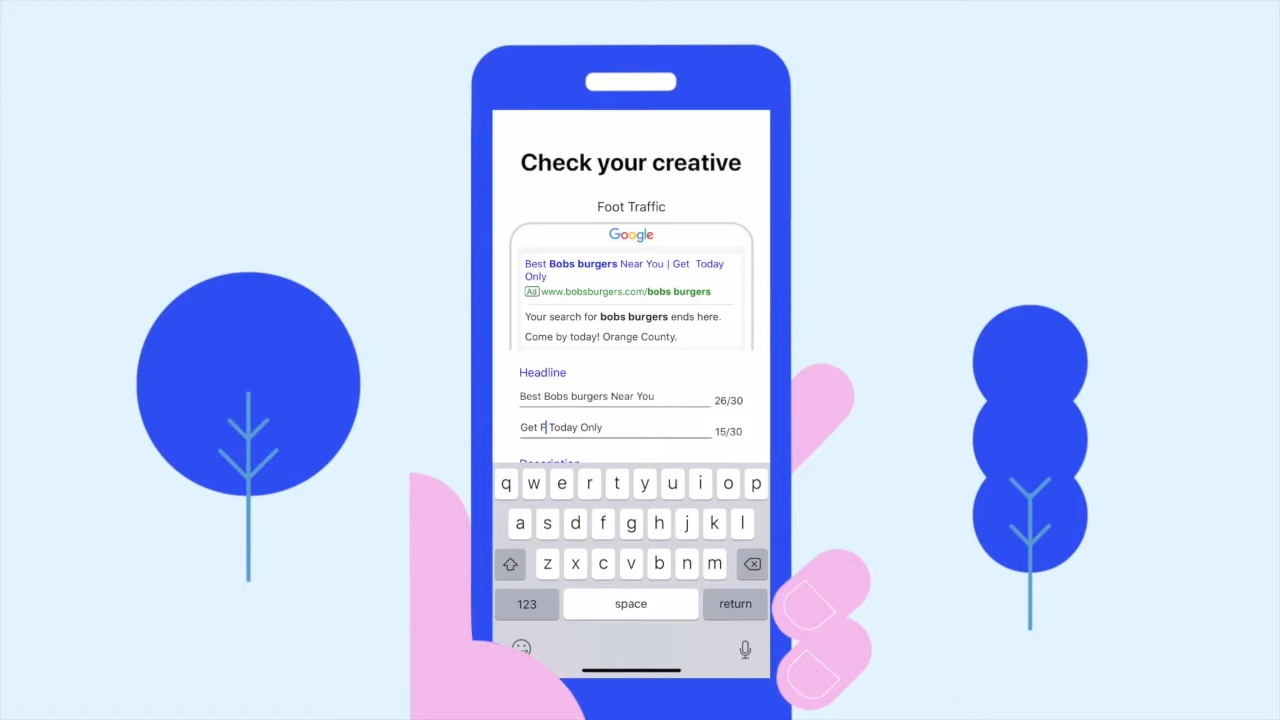 Check your creative
Foot Traffic
Google
Best Bobs burgers Near You | Get  Today
Only
Ad www.bobsburgers.com/bobs burgers
Your search for bobs burgers ends here.
Come by today! Orange County.
Headline
Best Bobs burgers Near You 26/30
Get F Today Only 15/30
Description
q w e r t y u i o p
a s d f g h j k l
z x c v b n m
123 space return